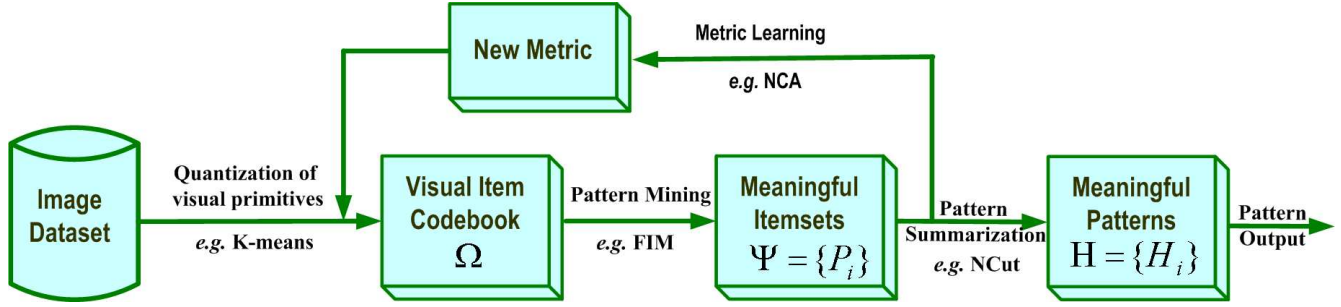 New Metric
Metric Learning
e.g. NCA
Image
Dataset
Quantization of
visual primitives
e.g. K-means
Visual Item
Codebook
Ω
Pattern Mining
e.g. FIM
Meaningful
Itemsets
Ψ = {P_i}
Pattern
Summarization
e.g. NCut
Meaningful
Patterns
H = {H_i}
Pattern
Output